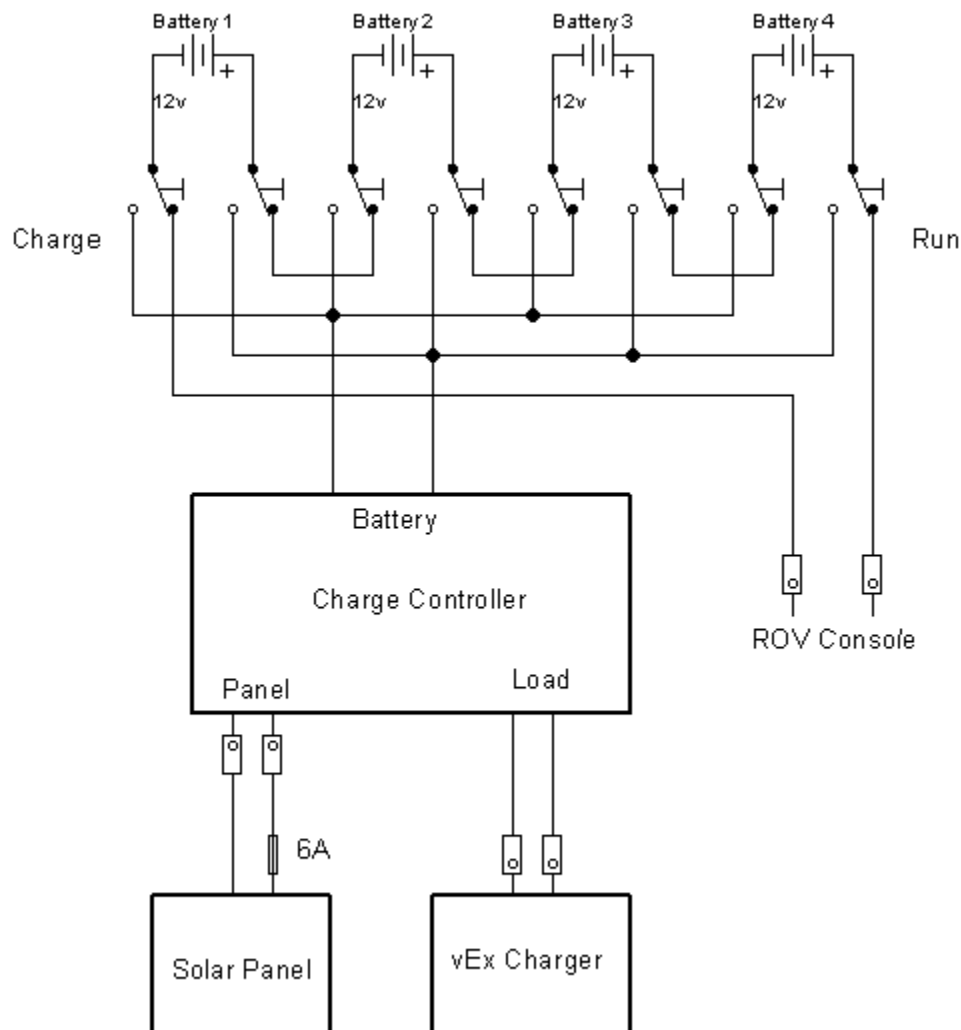 Battery 1
Battery 2
Battery 3
Battery 4
+
+
+
+
12v
12v
12v
12v
Charge
Run
Battery
Charge Controller
ROV Console
Panel
Load
6A
Solar Panel
vEx Charger